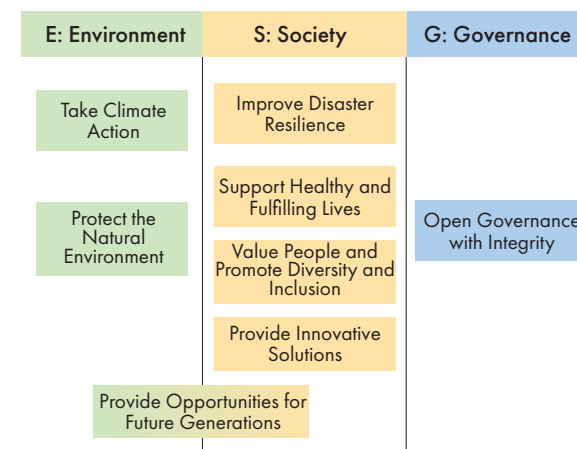 E: Environment
S: Society
G: Governance
Take Climate
Action
Improve Disaster
Resilience
Support Healthy and
Fulfilling Lives
Protect the
Natural
Environment
Open Governance
with Integrity
Value People and
Promote Diversity and
Inclusion
Provide Innovative
Solutions
Provide Opportunities for
Future Generations